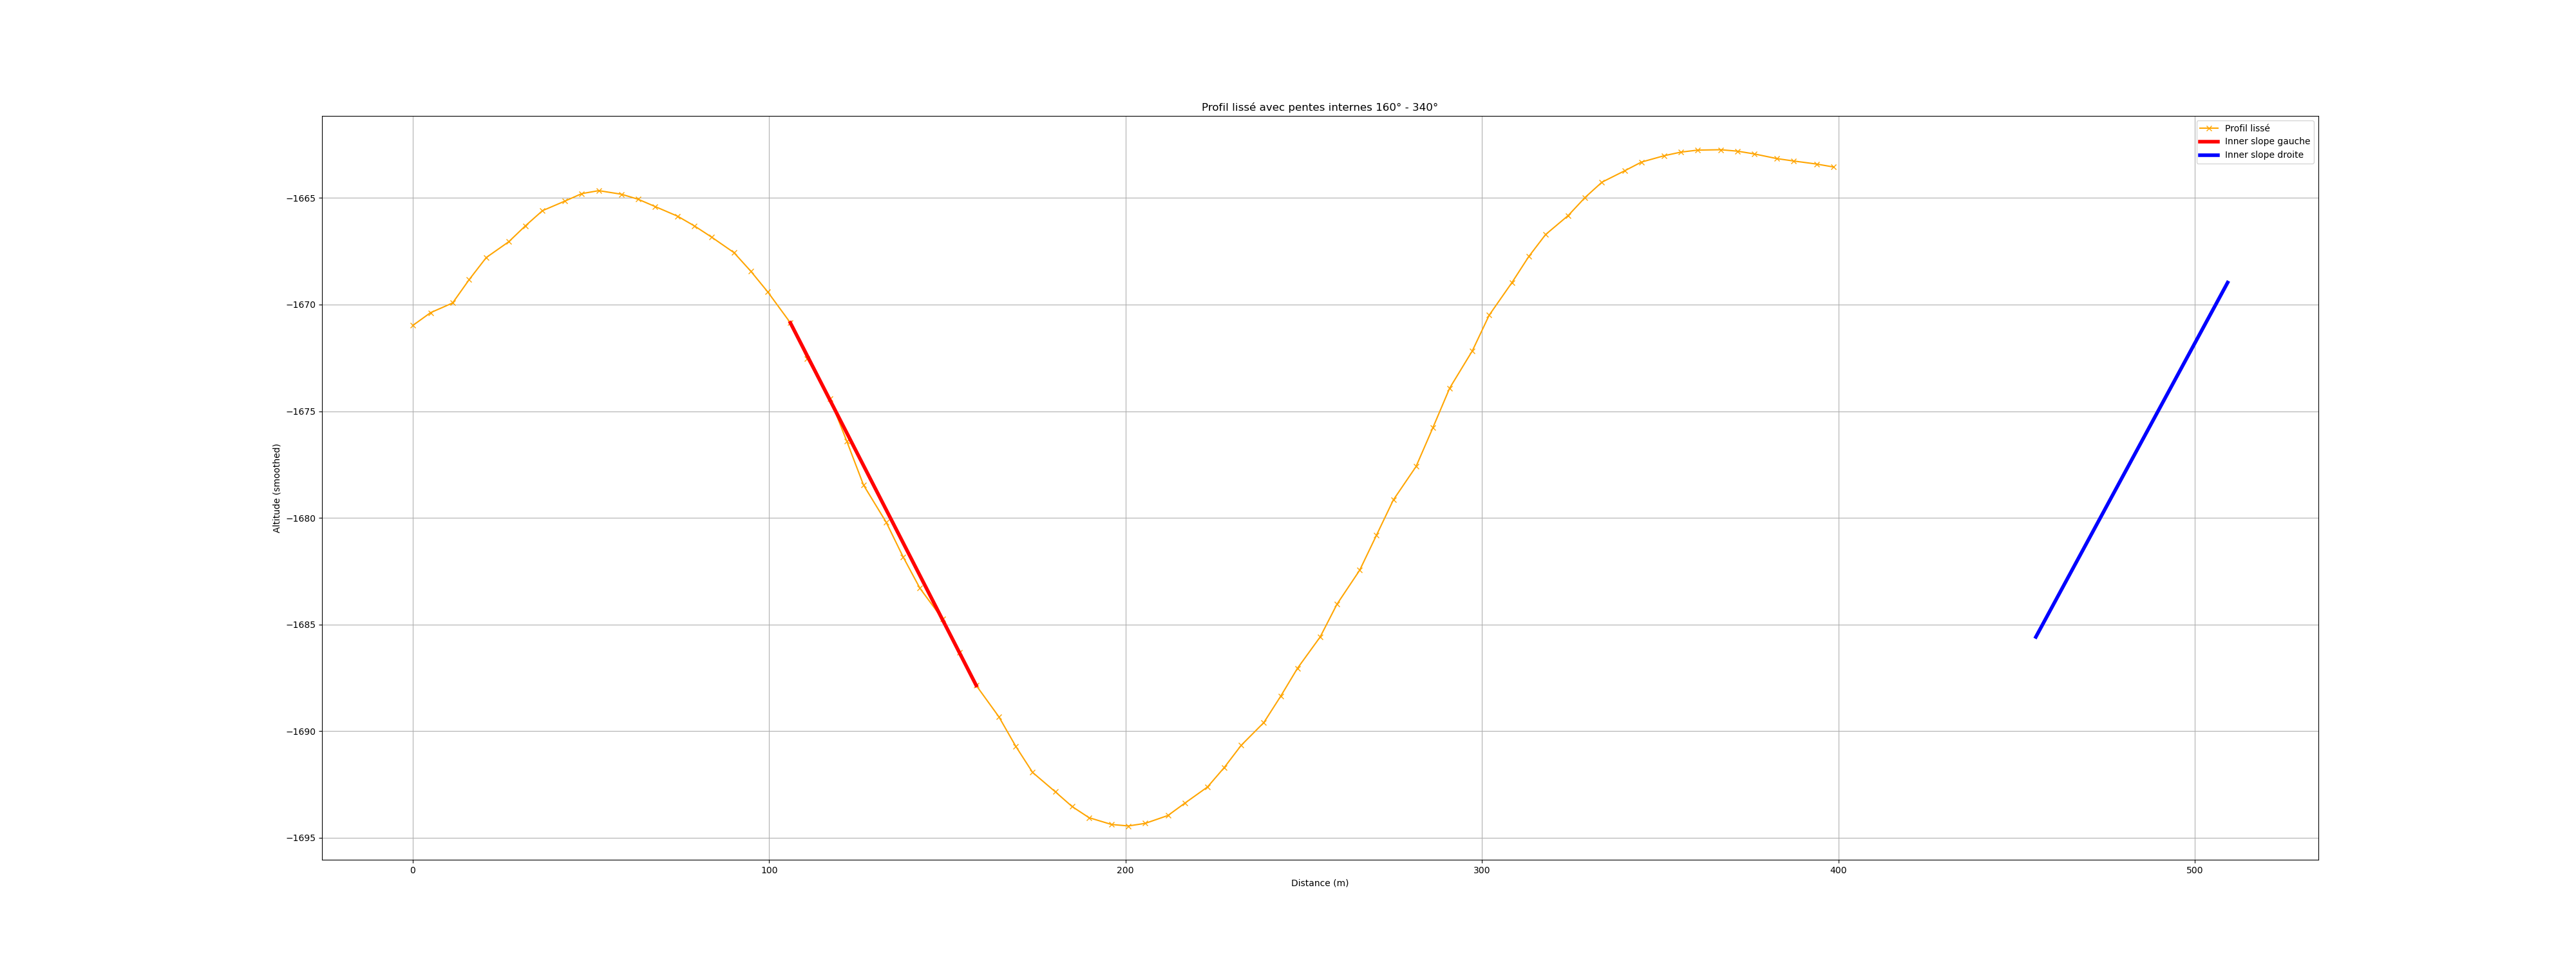 Profil lissé avec pentes internes 160° - 340°
Profil lissé
Inner slope gauche
Inner slope droite
Altitude (smoothed)
−1665
−1670
−1675
−1680
−1685
−1690
−1695
0
100
200
300
400
500
Distance (m)